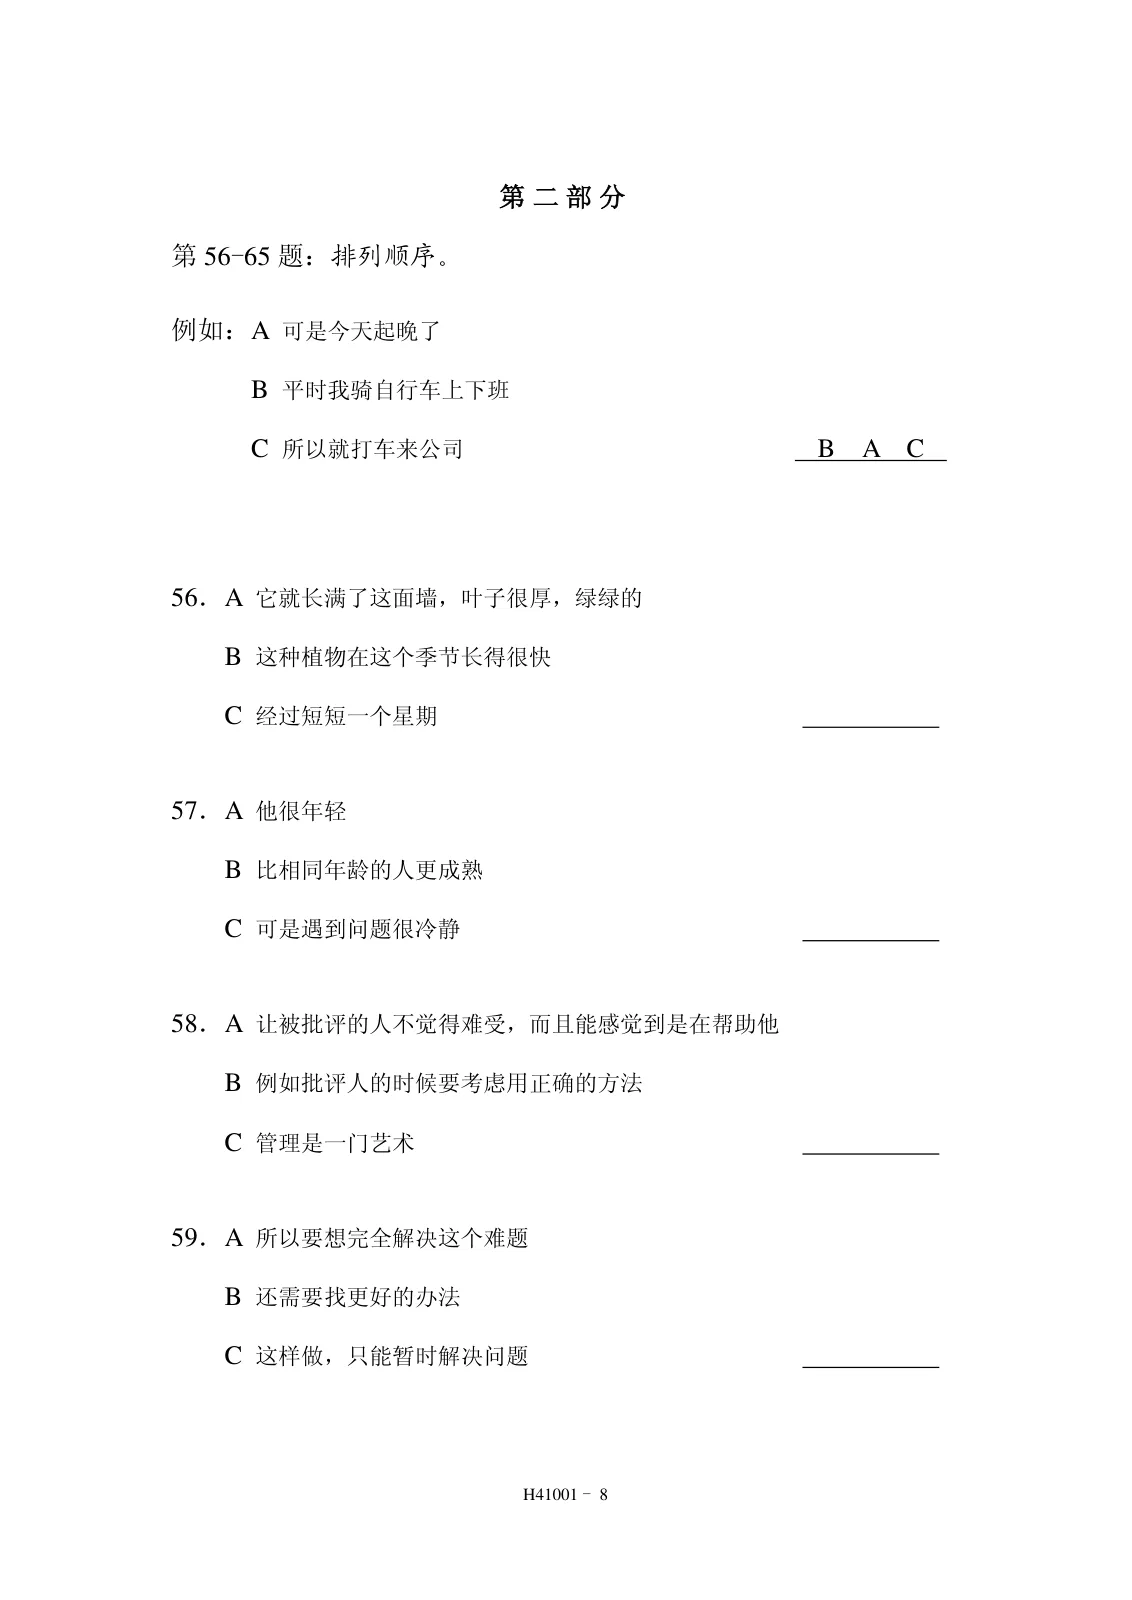 第二部分
第 56-65 题：排列顺序。
例如：A 可是今天起晚了
B 平时我骑自行车上下班
C 所以就打车来公司 B A C
56．A 它就长满了这面墙，叶子很厚，绿绿的
B 这种植物在这个季节长得很快
C 经过短短一个星期
57．A 他很年轻
B 比相同年龄的人更成熟
C 可是遇到问题很冷静
58．A 让被批评的人不觉得难受，而且能感觉到是在帮助他
B 例如批评人的时候要考虑用正确的方法
C 管理是一门艺术
59．A 所以要想完全解决这个难题
B 还需要找更好的办法
C 这样做，只能暂时解决问题
H41001－ 8